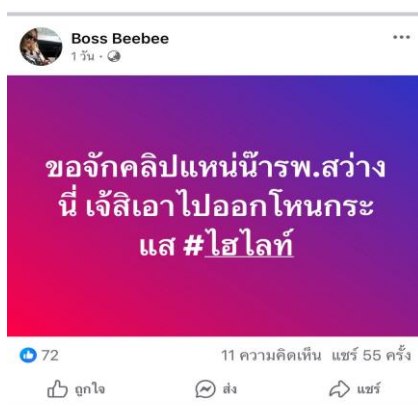 Boss Beebee
1 วัน ·
ขอจักคลิปแหน่น๊ารพ.สว่าง
นี่ เจ้สิเอาไปออกโหนกระ
แส #ไฮไลท์
72
11 ความคิดเห็น แชร์ 55 ครั้ง
ถูกใจ
ส่ง
แชร์